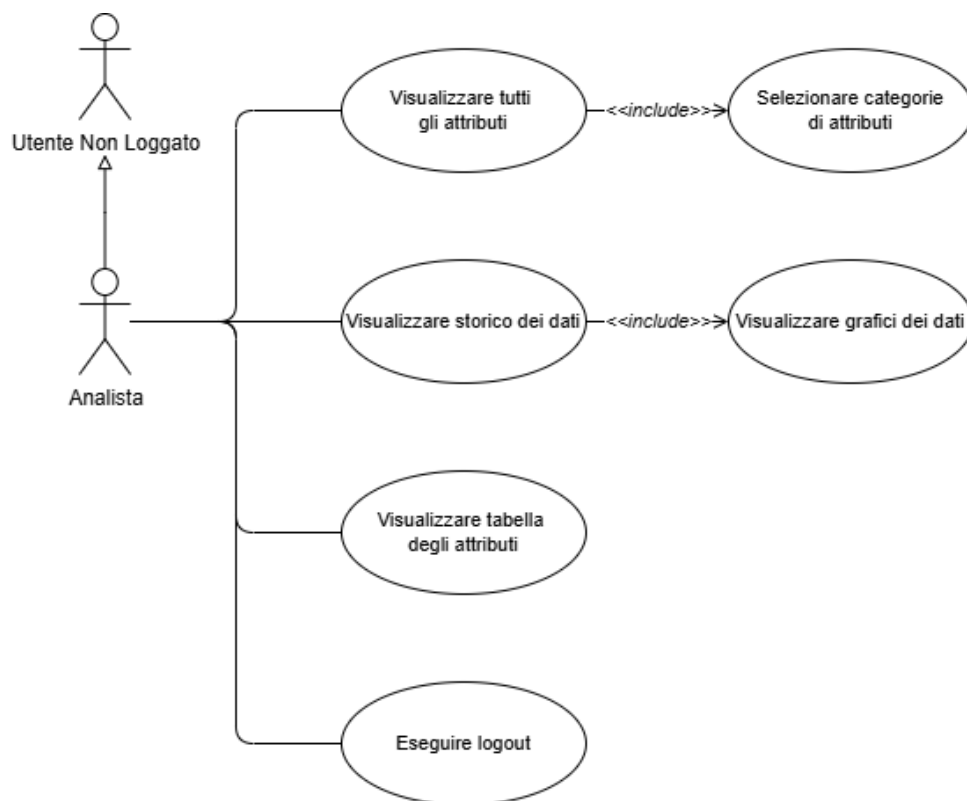 Utente Non Loggato
Visualizzare tutti
gli attributi
<<include>>
Selezionare categorie
di attributi
Analista
Visualizzare storico dei dati
<<include>>
Visualizzare grafici dei dati
Visualizzare tabella
degli attributi
Eseguire logout